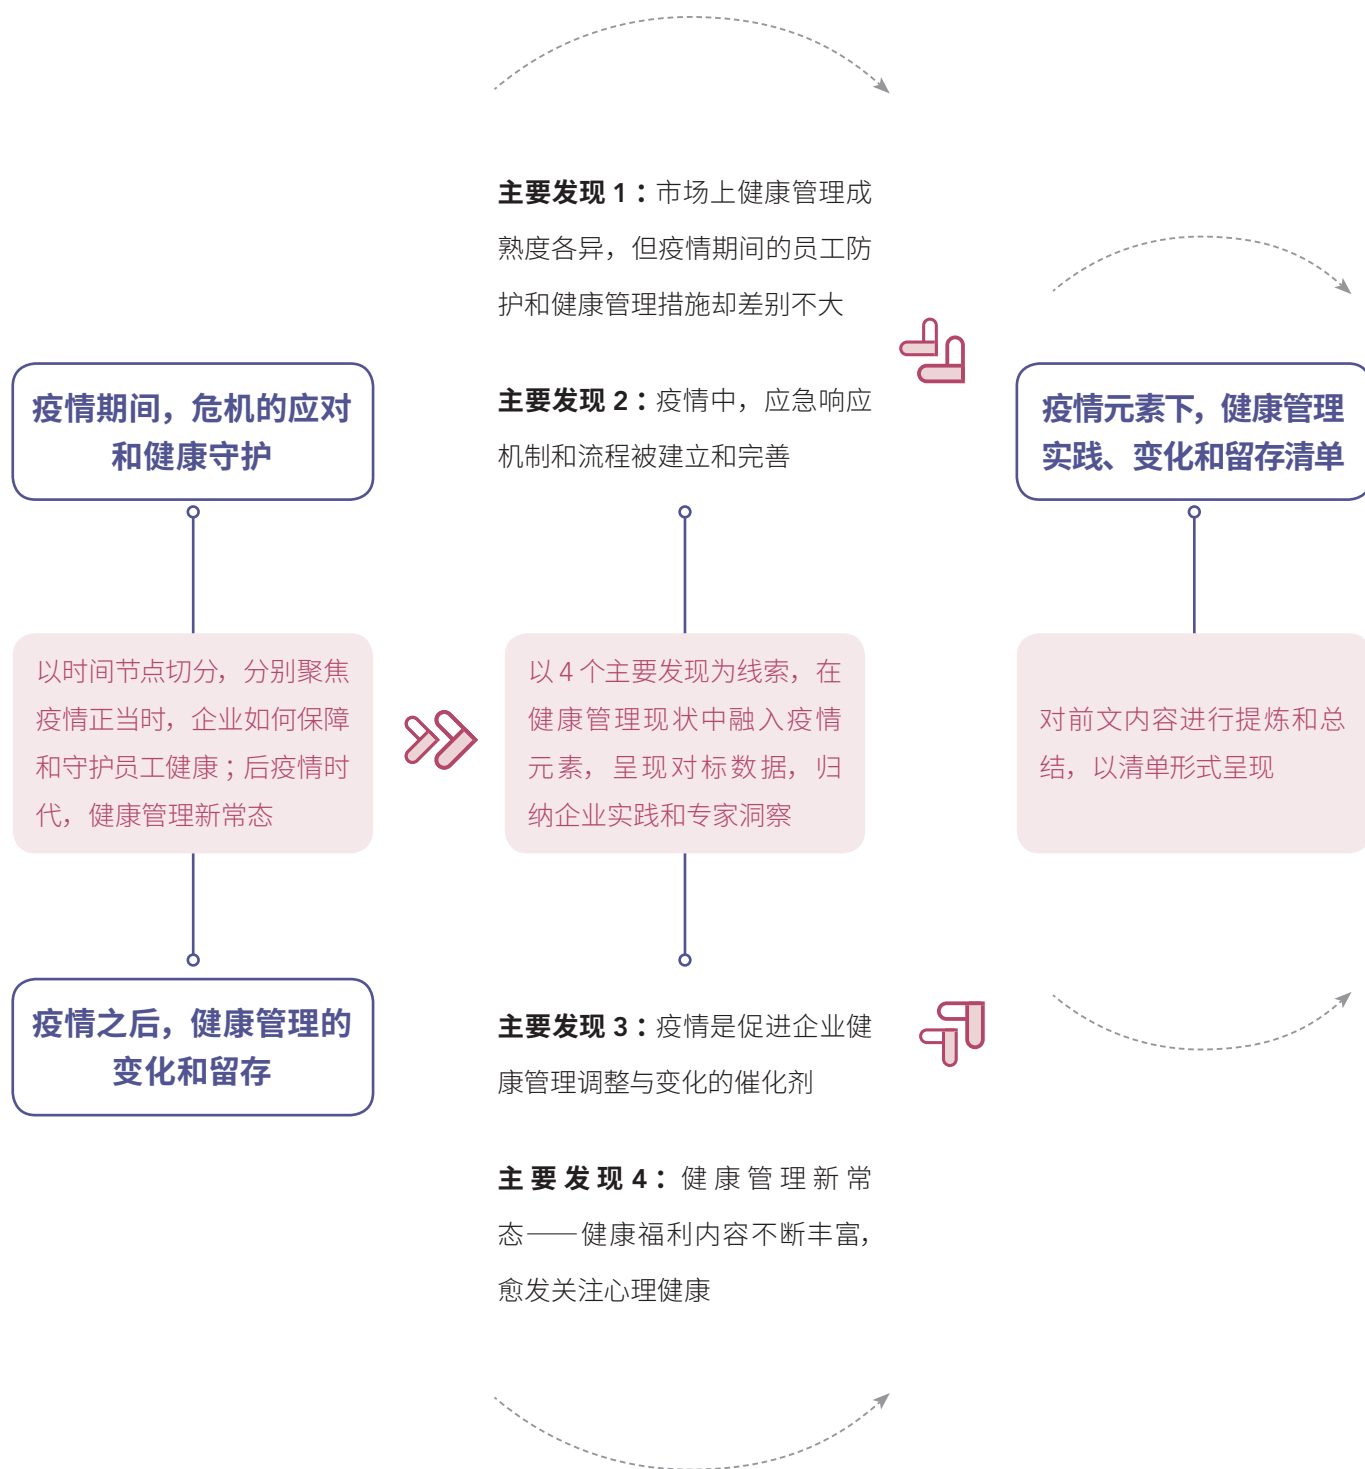 疫情期间，危机的应对
和健康守护
以时间节点切分，分别聚焦
疫情正当时，企业如何保障
和守护员工健康；后疫情时
代，健康管理新常态
疫情之后，健康管理的
变化和留存
主要发现 1：市场上健康管理成
熟度各异，但疫情期间的员工防
护和健康管理措施却差别不大
主要发现 2：疫情中，应急响应
机制和流程被建立和完善
以 4 个主要发现为线索，在
健康管理现状中融入疫情
元素，呈现对标数据，归
纳企业实践和专家洞察
主要发现 3：疫情是促进企业健
康管理调整与变化的催化剂
主要发现 4：健康管理新常
态——健康福利内容不断丰富，
愈发关注心理健康
疫情元素下，健康管理
实践、变化和留存清单
对前文内容进行提炼和总
结，以清单形式呈现